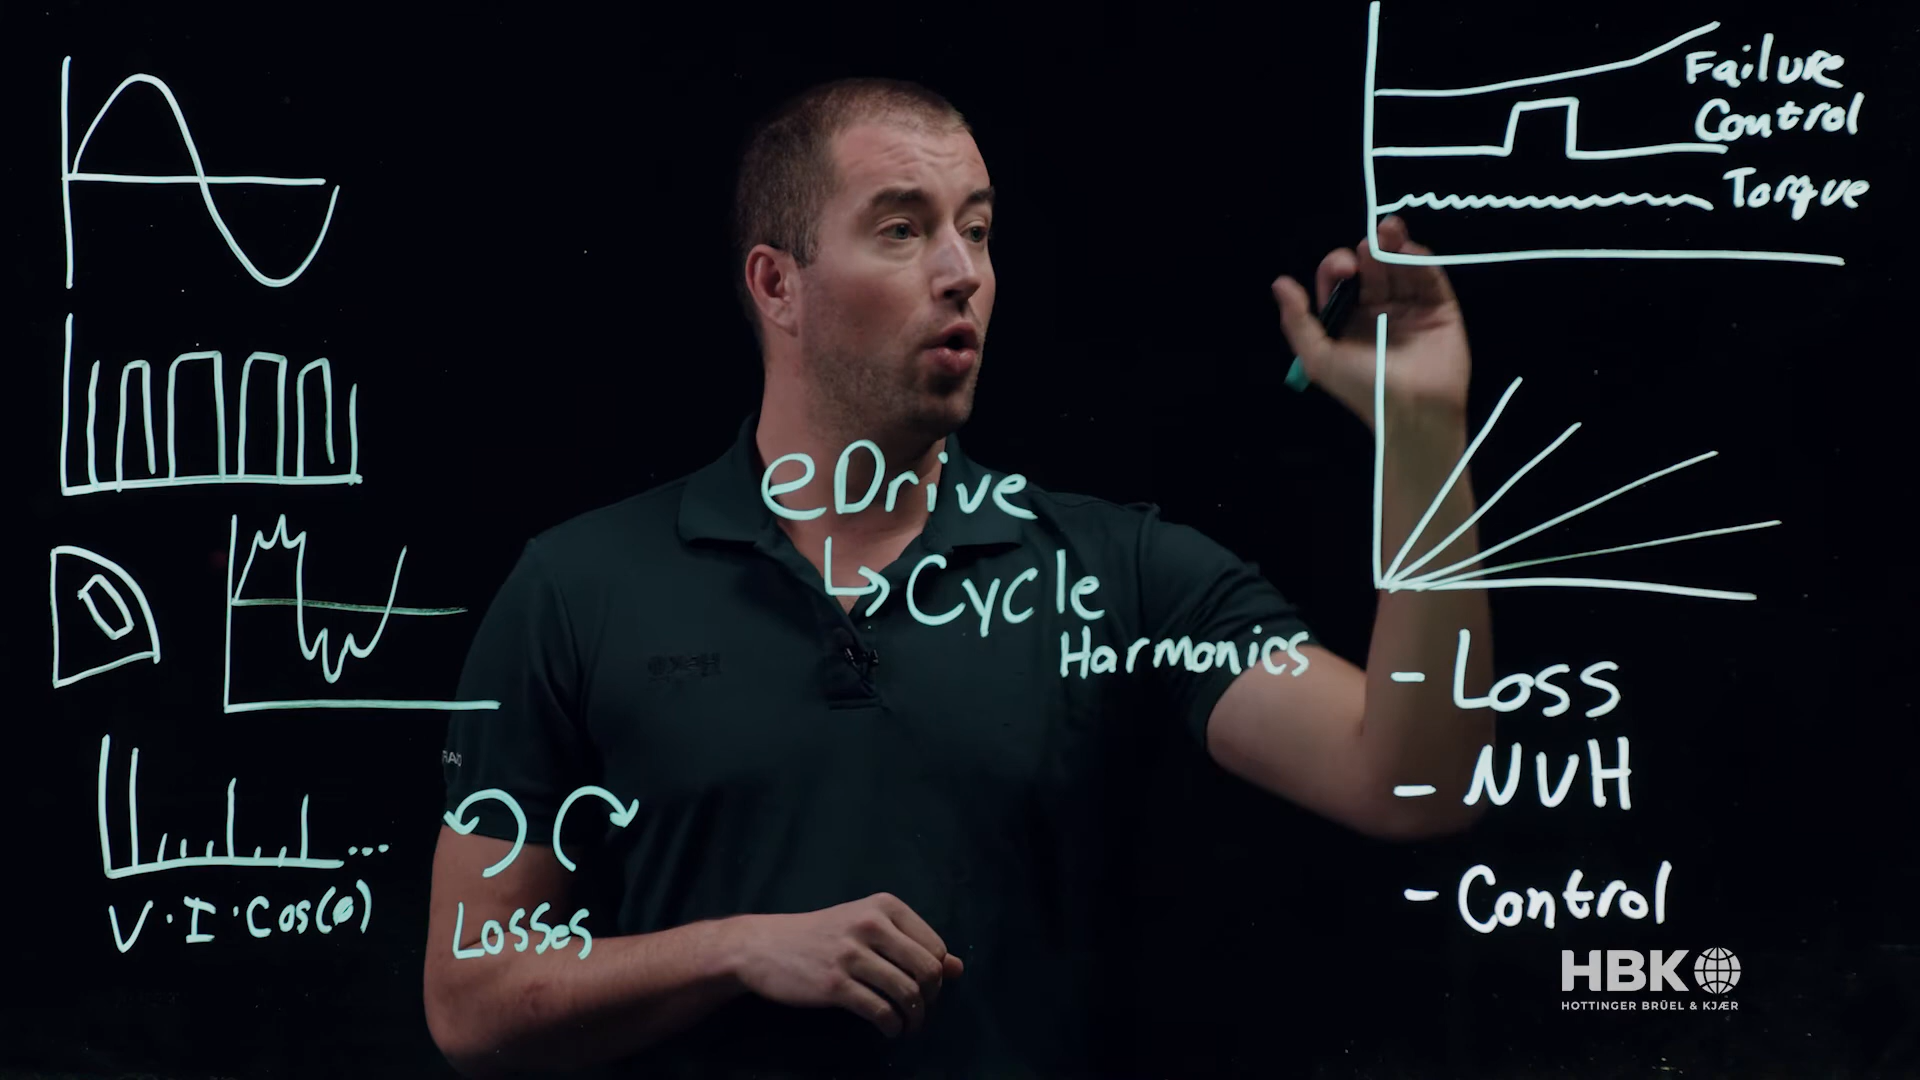 Failure
Control
Torque
eDrive
↳ Cycle
Harmonics
- Loss
- NVH
- Control
V·I·Cos(φ)
Losses
HBK
HOTTINGER BRÜEL & KJÆR